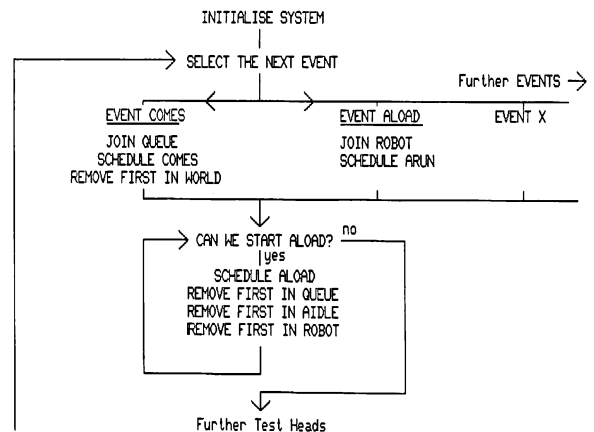 INITIALISE SYSTEM
SELECT THE NEXT EVENT
Further EVENTS
EVENT COMES
JOIN QUEUE
SCHEDULE COMES
REMOVE FIRST IN WORLD
EVENT ALOAD
JOIN ROBOT
SCHEDULE ARUN
EVENT X
CAN WE START ALOAD?
no
yes
SCHEDULE ALOAD
REMOVE FIRST IN QUEUE
REMOVE FIRST IN AIDLE
REMOVE FIRST IN ROBOT
Further Test Heads